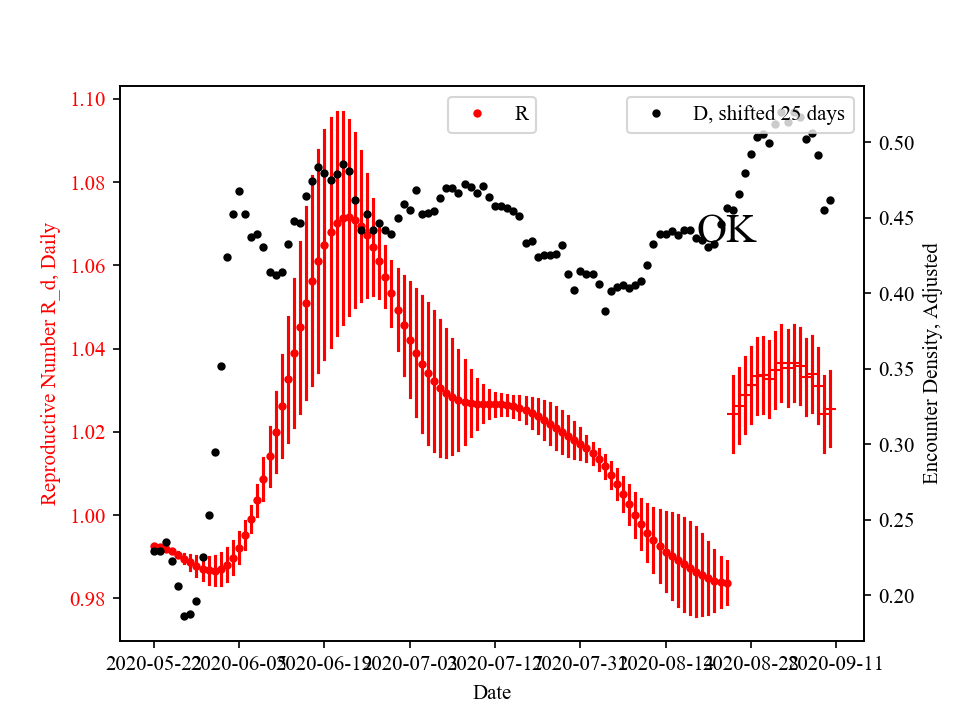 R
D, shifted 25 days
OK
Reproductive Number R_d, Daily
1.10
1.08
1.06
1.04
1.02
1.00
0.98
Encounter Density, Adjusted
0.50
0.45
0.40
0.35
0.30
0.25
0.20
2020-05-22 2020-06-05 2020-06-19 2020-07-03 2020-07-17 2020-07-31 2020-08-14 2020-08-28 2020-09-11
Date